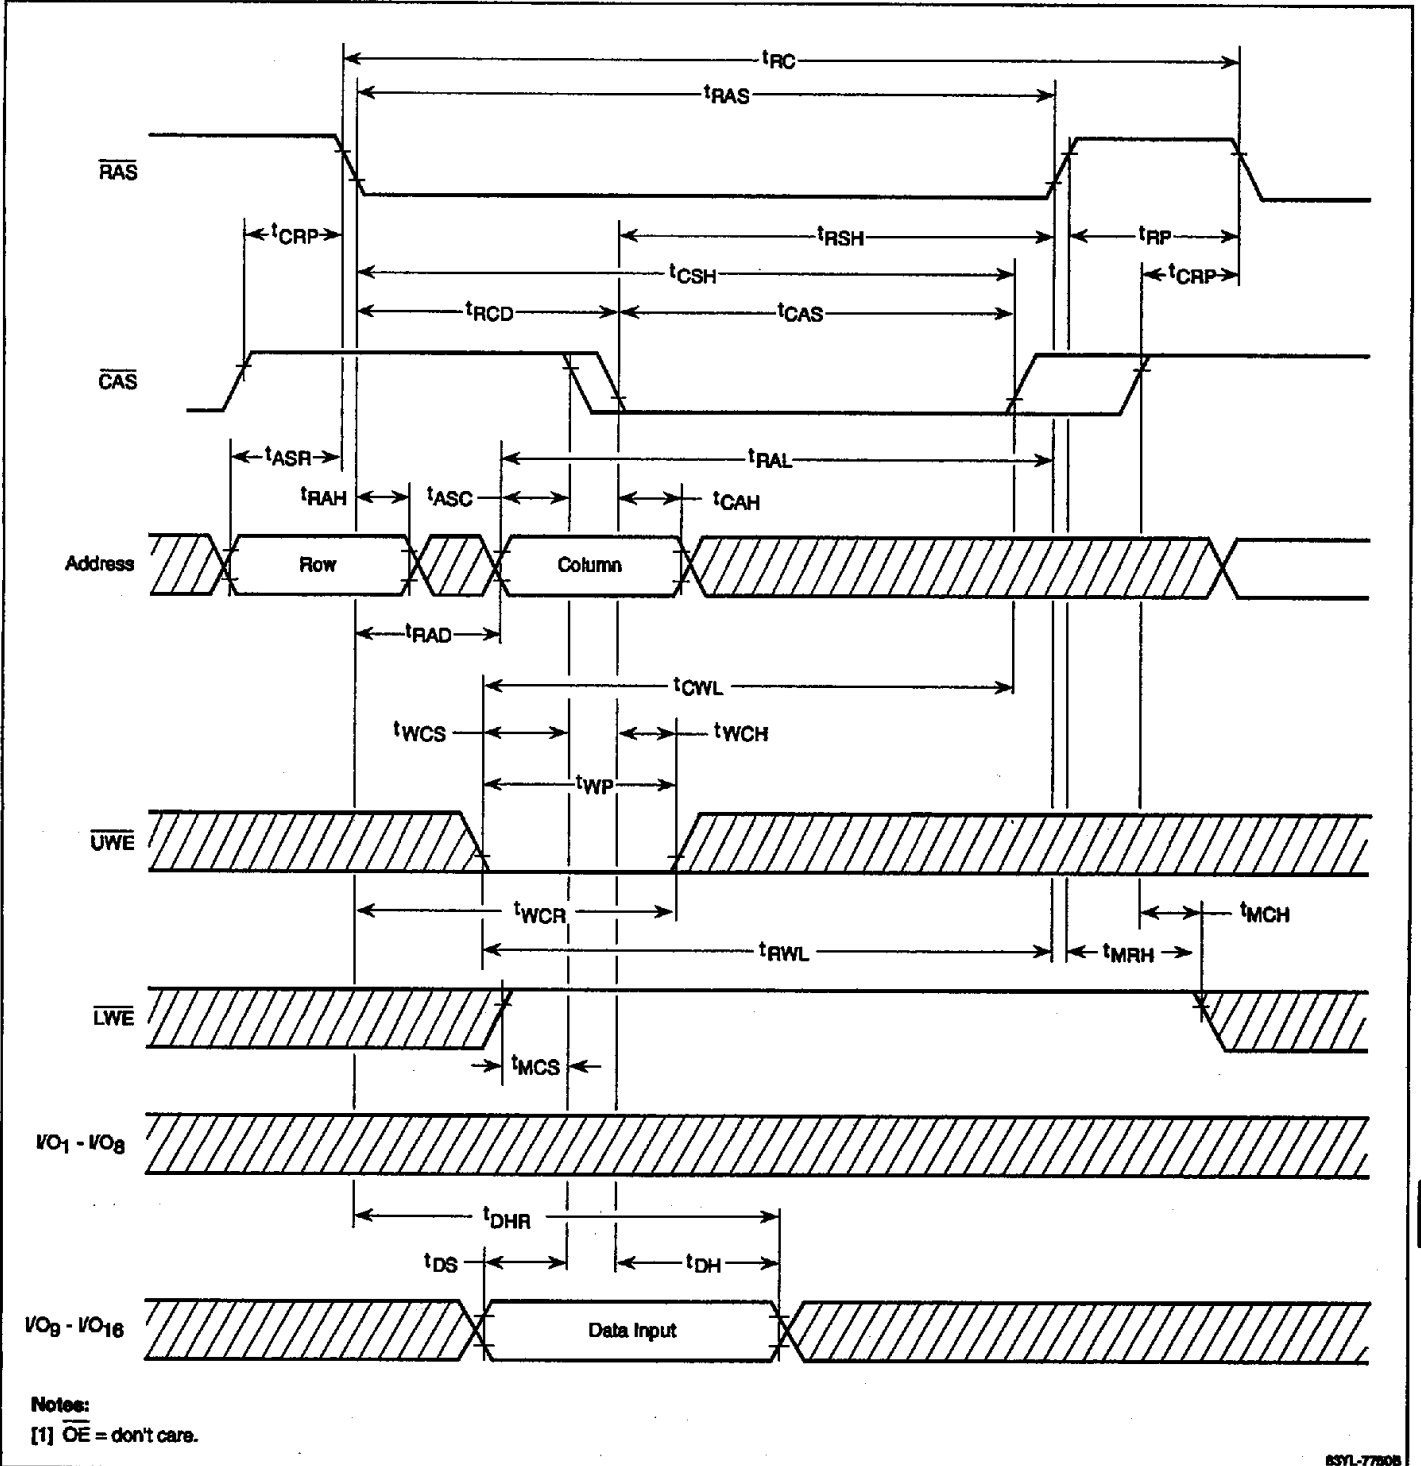 tRC
tRAS
RAS
tCRP
tRSH
tRP
tCSH
tCRP
tRCD
tCAS
CAS
tASR
tRAL
tRAH
tASC
tCAH
Address
Row
Column
tRAD
tCWL
tWCS
tWCH
tWP
UWE
tWCR
tMCH
tRWL
tMRH
LWE
tMCS
I/O1 - I/O8
tDHR
tDS
tDH
I/O9 - I/O16
Data Input
Notes:
[1] OE = don't care.
83YL-7760B